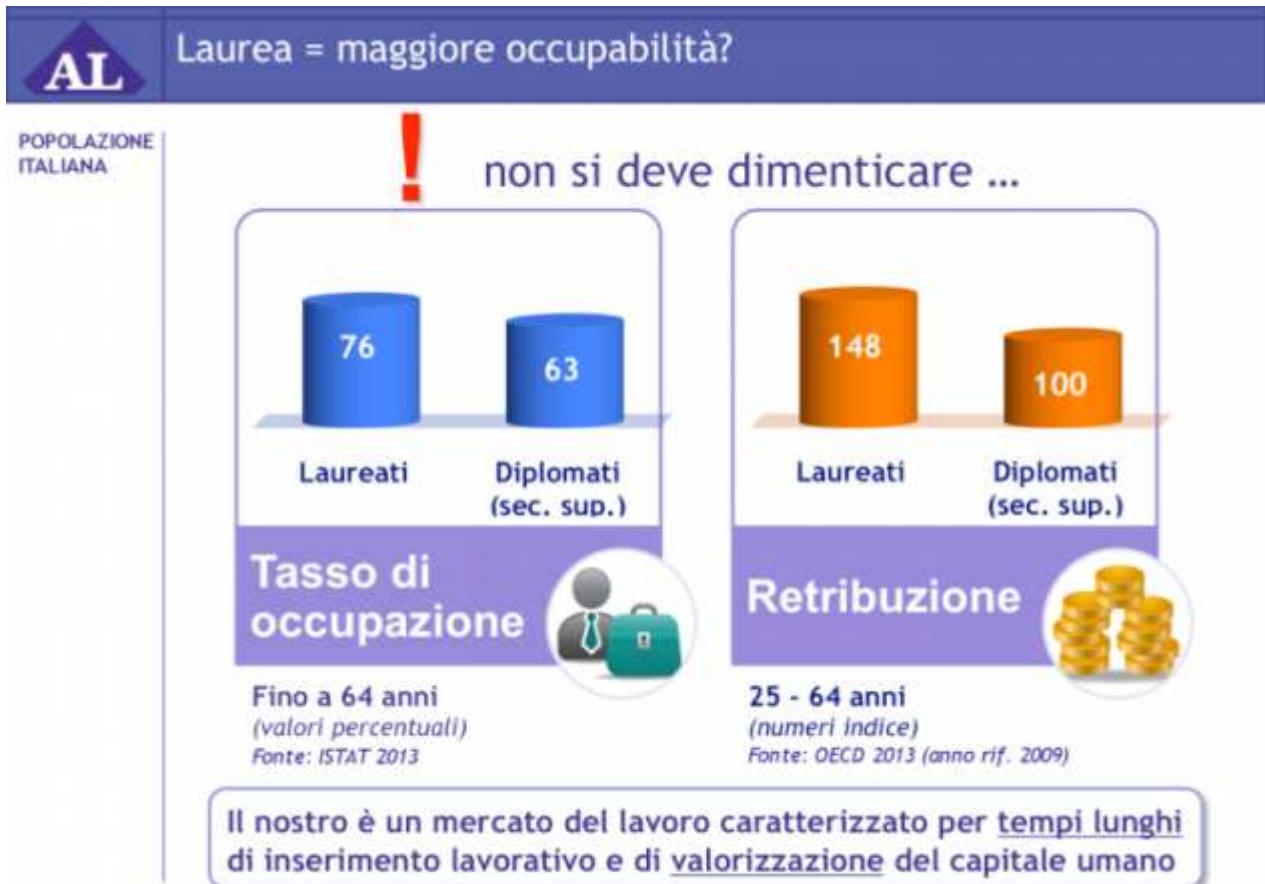 AL
Laurea = maggiore occupabilità?
POPOLAZIONE
ITALIANA
!
non si deve dimenticare ...
76
63
Laureati
Diplomati
(sec. sup.)
Tasso di
occupazione
Fino a 64 anni
(valori percentuali)
Fonte: ISTAT 2013
148
100
Laureati
Diplomati
(sec. sup.)
Retribuzione
25 - 64 anni
(numeri indice)
Fonte: OECD 2013 (anno rif. 2009)
Il nostro è un mercato del lavoro caratterizzato per tempi lunghi
di inserimento lavorativo e di valorizzazione del capitale umano